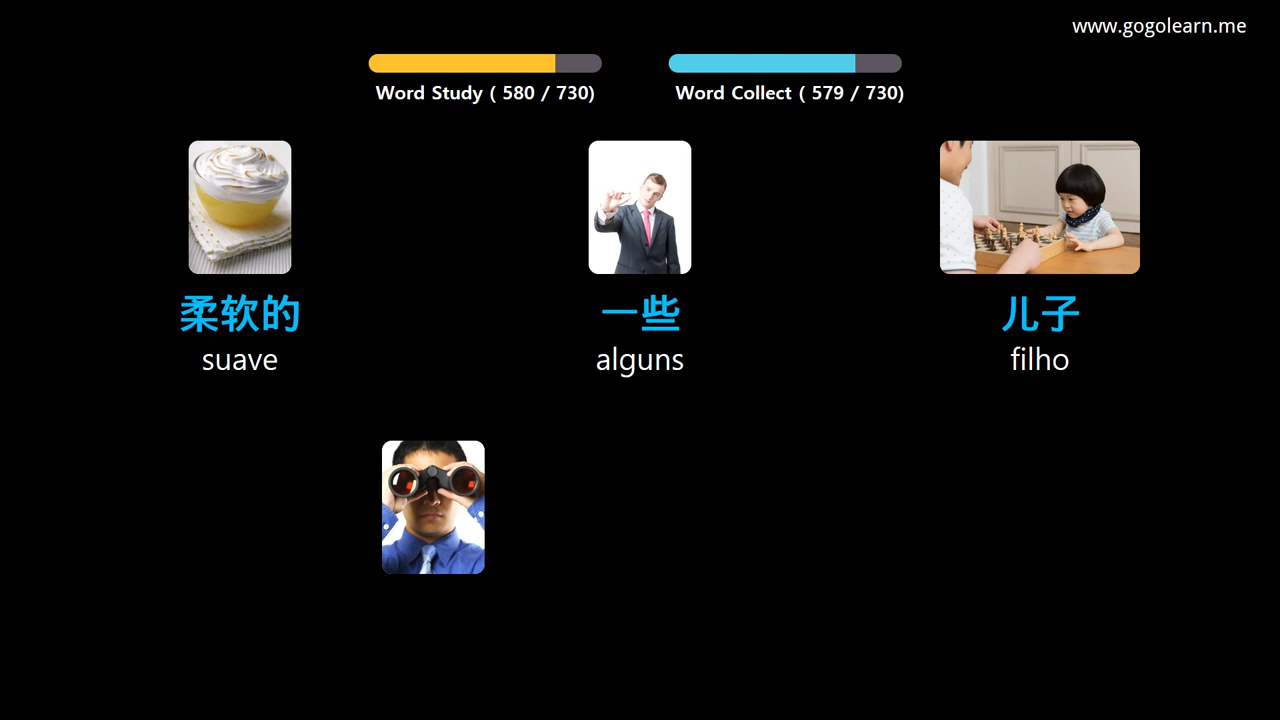 www.gogolearn.me
Word Study ( 580 / 730)
Word Collect ( 579 / 730)
柔软的
一些
儿子
suave
alguns
filho